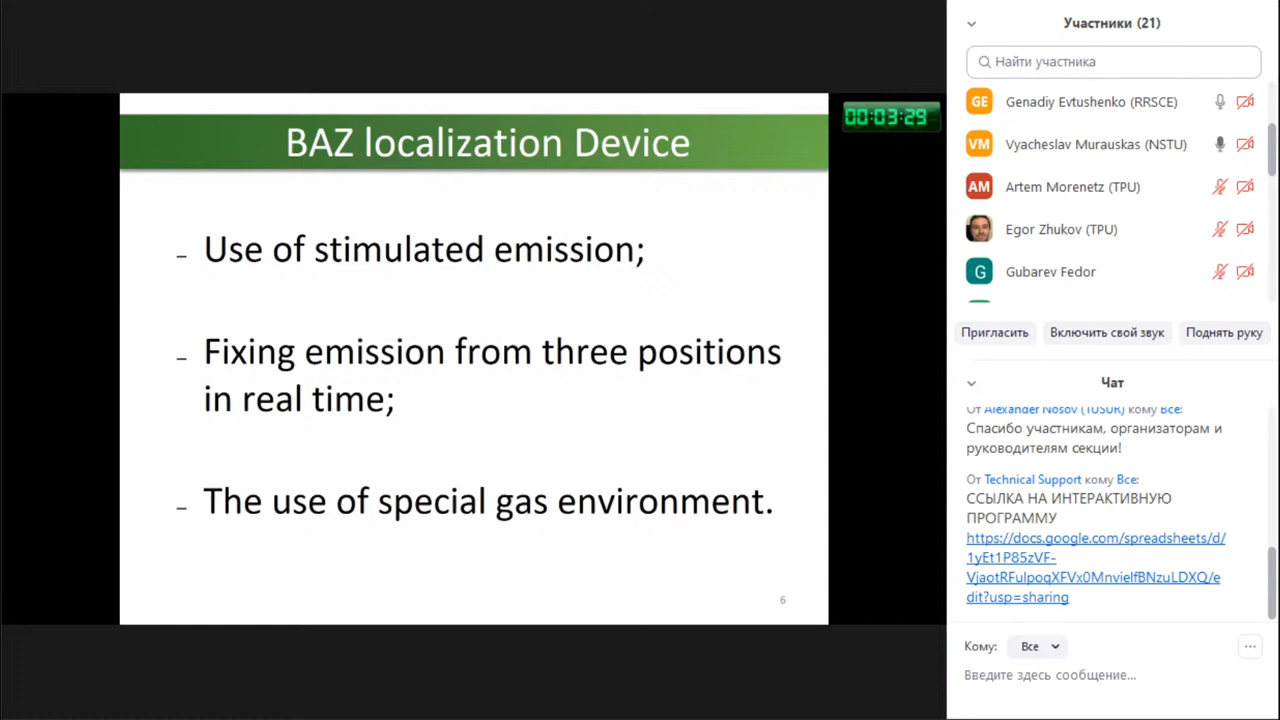 BAZ localization Device
00:03:29
– Use of stimulated emission;
– Fixing emission from three positions
in real time;
– The use of special gas environment.
6
Участники (21)
Найти участника
GE Genadiy Evtushenko (RRSCE)
VM Vyacheslav Murauskas (NSTU)
AM Artem Morenetz (TPU)
Egor Zhukov (TPU)
G Gubarev Fedor
Пригласить Включить свой звук Поднять руку
Чат
От Alexander Nosov (TUSUR) кому Все:
Спасибо участникам, организаторам и
руководителям секции!
От Technical Support кому Все:
ССЫЛКА НА ИНТЕРАКТИВНУЮ
ПРОГРАММУ
https://docs.google.com/spreadsheets/d/
1yEt1P85zVF-
VjaotRFulpoqXFVx0MnvielfBNzuLDXQ/e
dit?usp=sharing
Кому: Все
Введите здесь сообщение...